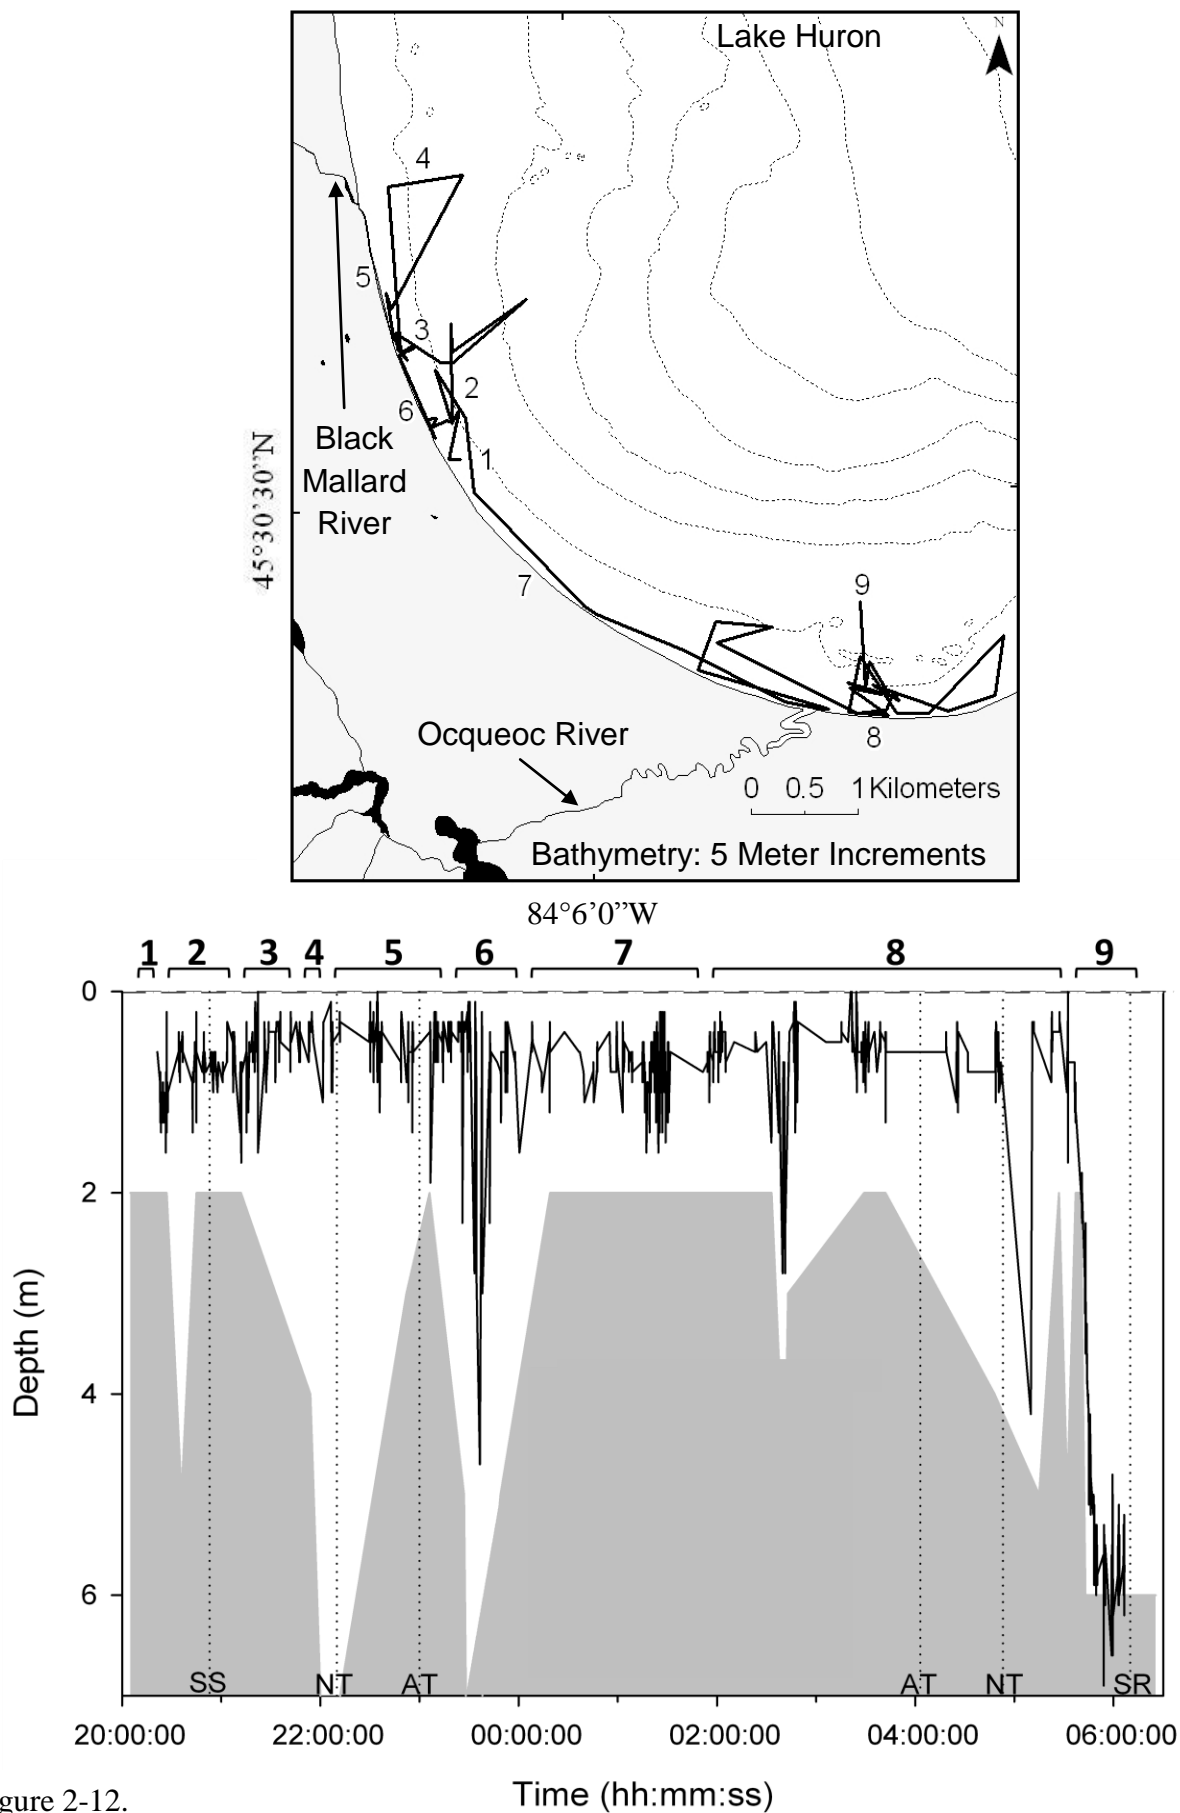 Lake Huron
N
4
5
3
2
6
1
Black
Mallard
River
45°30'30”N
7
9
Ocqueoc River
8
0 0.5 1 Kilometers
Bathymetry: 5 Meter Increments
84°6'0”W
1 2 3 4 5 6 7 8 9
0
2
4
6
Depth (m)
SS NT AT AT NT SR
20:00:00 22:00:00 00:00:00 02:00:00 04:00:00 06:00:00
Time (hh:mm:ss)
gure 2-12.